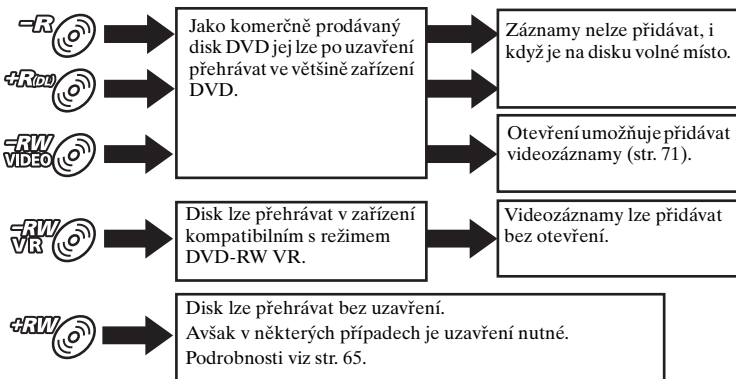 -R
Jako komerčně prodávaný
disk DVD jej lze po uzavření
přehrávat ve většině zařízení
DVD.
Záznamy nelze přidávat, i
když je na disku volné místo.
+R(DL)
-RW
VIDEO
Otevření umožňuje přidávat
videozáznamy (str. 71).
-RW
VR
Disk lze přehrávat v zařízení
kompatibilním s režimem
DVD-RW VR.
Videozáznamy lze přidávat
bez otevření.
+RW
Disk lze přehrávat bez uzavření.
Avšak v některých případech je uzavření nutné.
Podrobnosti viz str. 65.